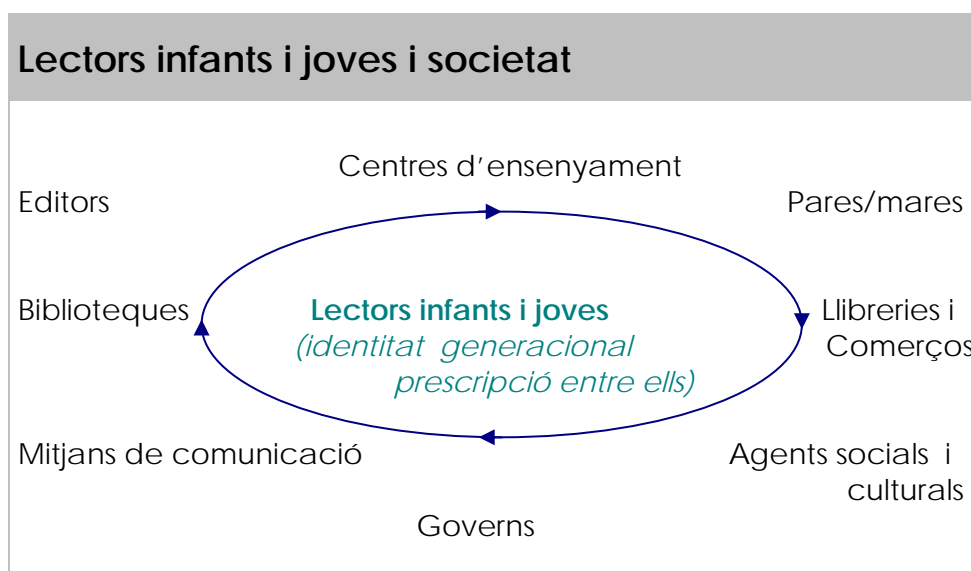 Lectors infants i joves i societat
Centres d'ensenyament
Editors
Pares/mares
Biblioteques
Lectors infants i joves
(identitat generacional
prescripció entre ells)
Llibreries i
Comerços
Mitjans de comunicació
Agents socials i
culturals
Governs